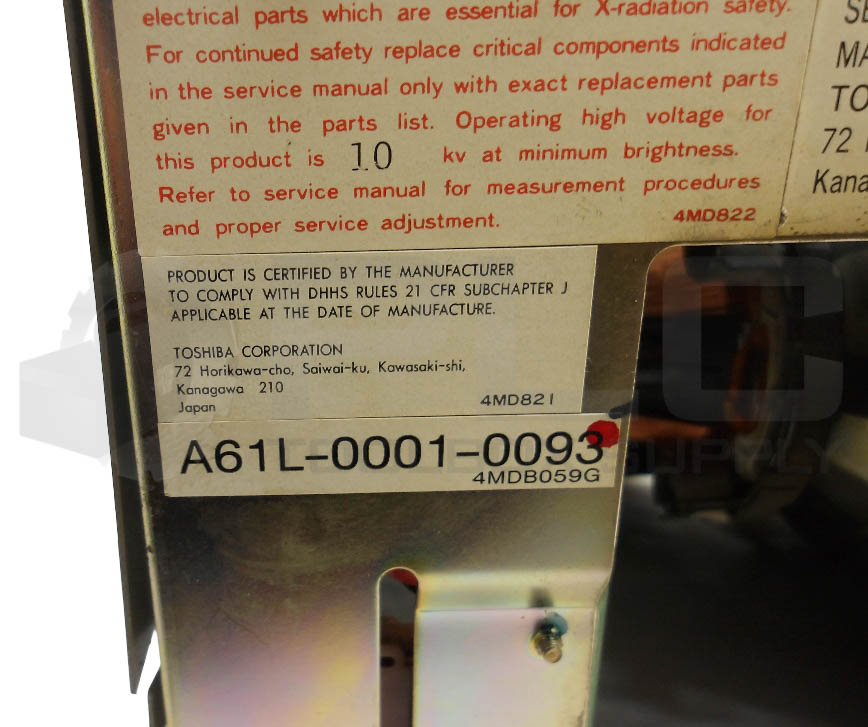 electrical parts which are essential for X-radiation safety.
For continued safety replace critical components indicated
in the service manual only with exact replacement parts
given in the parts list. Operating high voltage for
this product is 10 kv at minimum brightness.
Refer to service manual for measurement procedures
and proper service adjustment. 4MD822
72
PRODUCT IS CERTIFIED BY THE MANUFACTURER
TO COMPLY WITH DHHS RULES 21 CFR SUBCHAPTER J
APPLICABLE AT THE DATE OF MANUFACTURE.
TOSHIBA CORPORATION
72 Horikawa-cho, Saiwai-ku, Kawasaki-shi,
Kanagawa 210
Japan 4MD821
A61L-0001-0093
4MDB059G